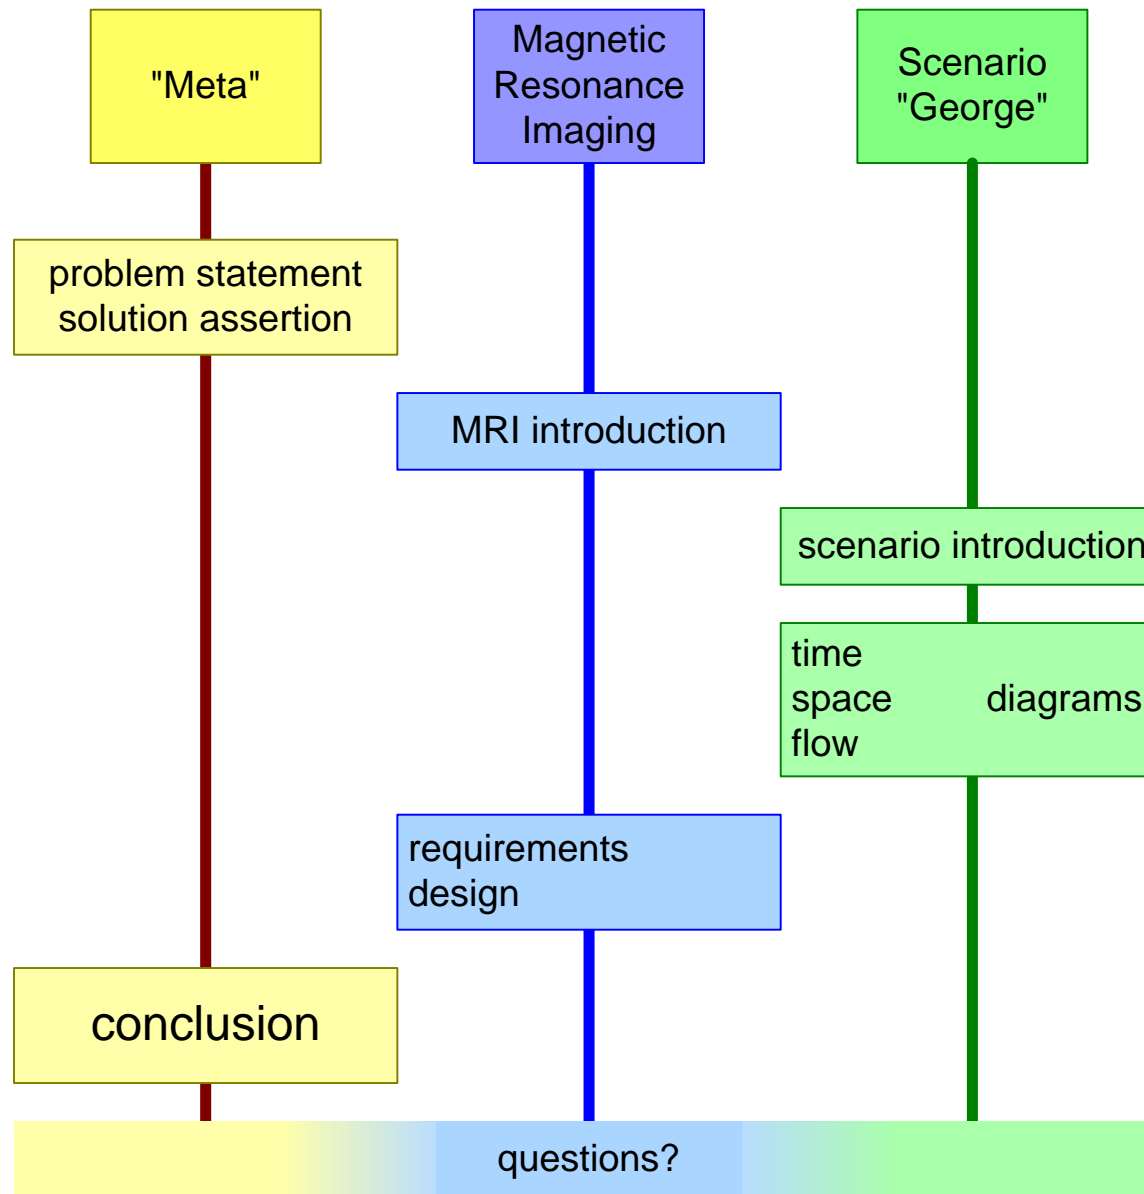 "Meta"
Magnetic
Resonance
Imaging
Scenario
"George"
problem statement
solution assertion
MRI introduction
scenario introduction
time
space diagrams
flow
requirements
design
conclusion
questions?